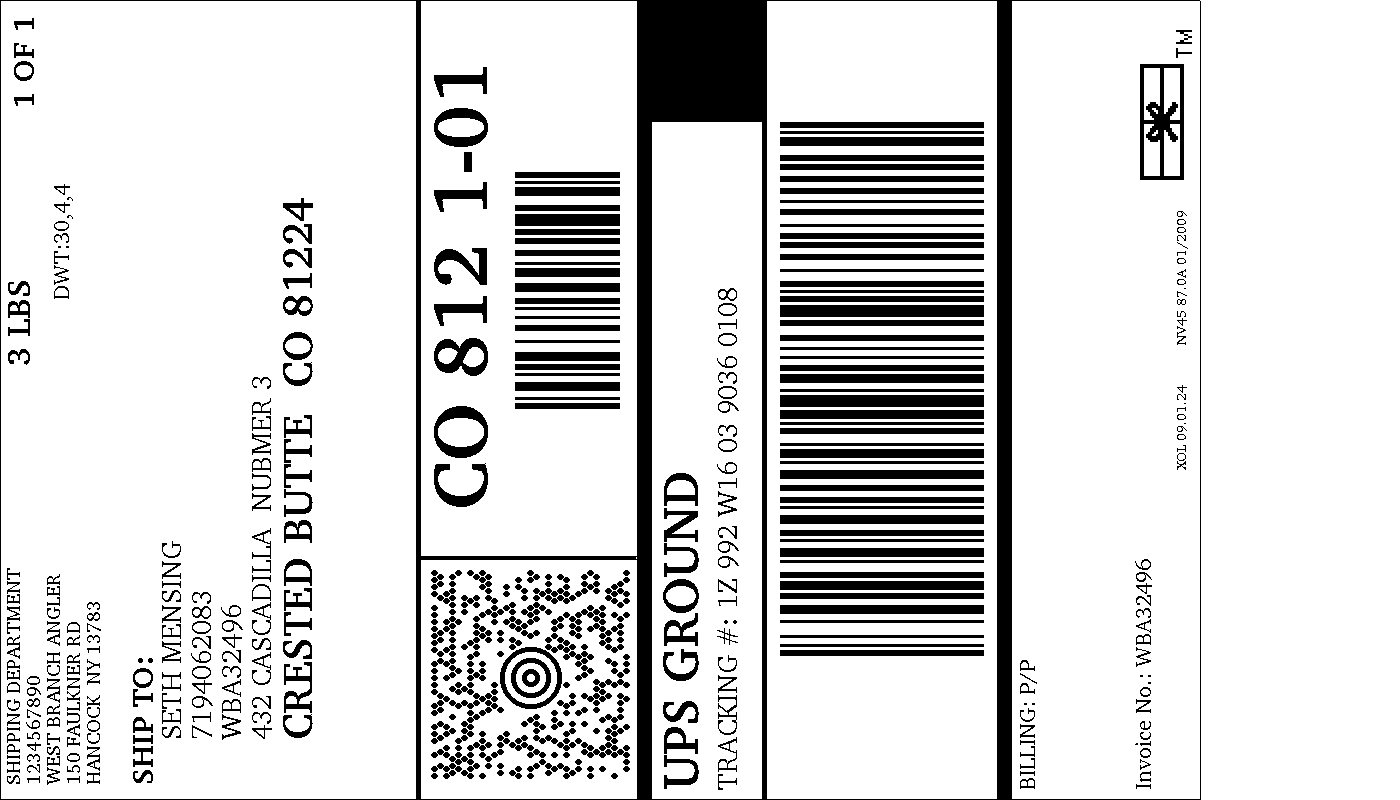 SHIPPING DEPARTMENT
1234567890
WEST BRANCH ANGLER
150 FAULKNER RD
HANCOCK NY 13783
3 LBS
1 OF 1
DWT:30,4,4
SHIP TO:
SETH MENSING
7194062083
WBA32496
432 CASCADILLA NUBMER 3
CRESTED BUTTE CO 81224
CO 812 1-01
UPS GROUND
TRACKING #: 1Z 992 W16 03 9036 0108
BILLING: P/P
Invoice No.: WBA32496
XOL 09.01.24 NV45 87.0A 01/2009
TM